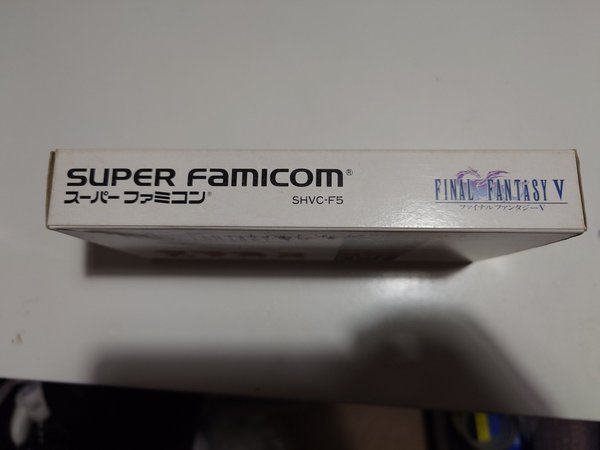 SUPER FAMICOM®
スーパーファミコン®
SHVC-F5
FINAL FANTASY V
ファイナルファンタジーV